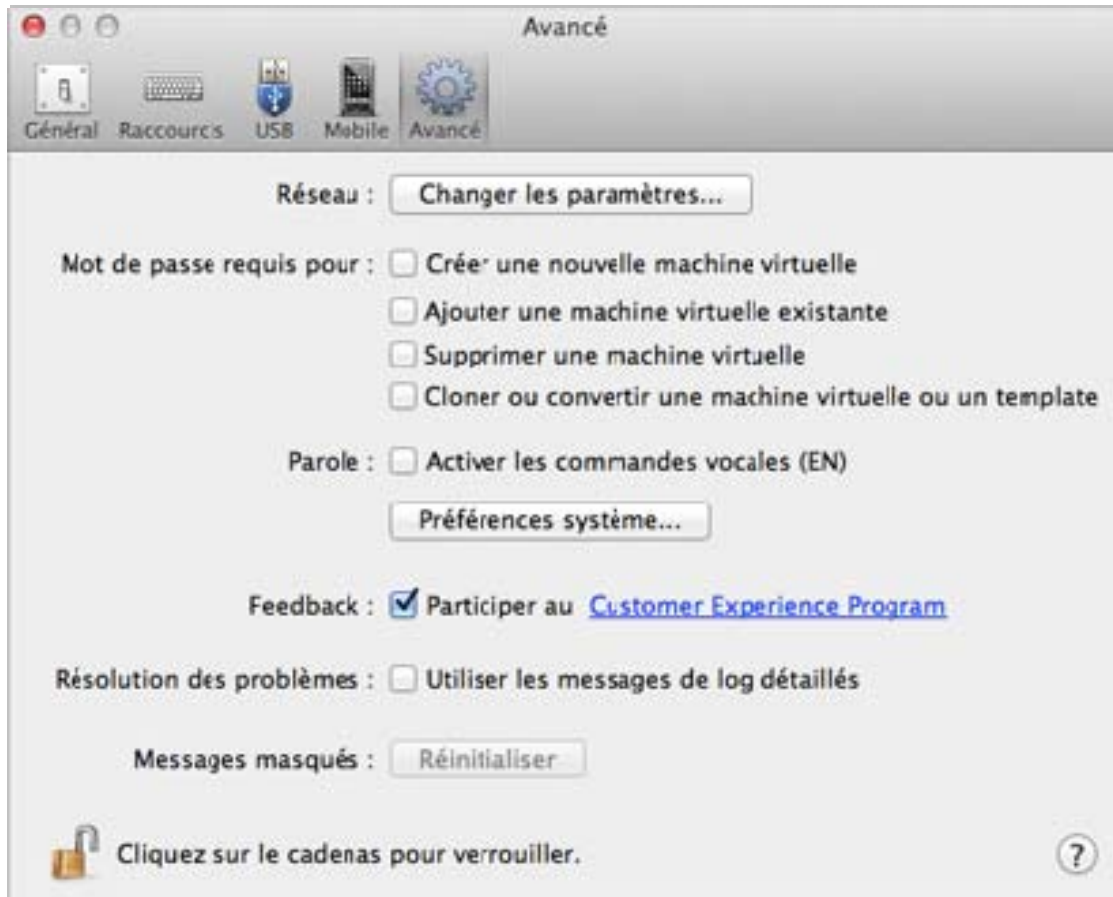 Avancé
Général Raccourcis USB Mobile Avancé
Réseau : Changer les paramètres...
Mot de passe requis pour : Créer une nouvelle machine virtuelle
Ajouter une machine virtuelle existante
Supprimer une machine virtuelle
Cloner ou convertir une machine virtuelle ou un template
Parole : Activer les commandes vocales (EN)
Préférences système...
Feedback : Participer au Customer Experience Program
Résolution des problèmes : Utiliser les messages de log détaillés
Messages masqués : Réinitialiser
Cliquez sur le cadenas pour verrouiller. ?